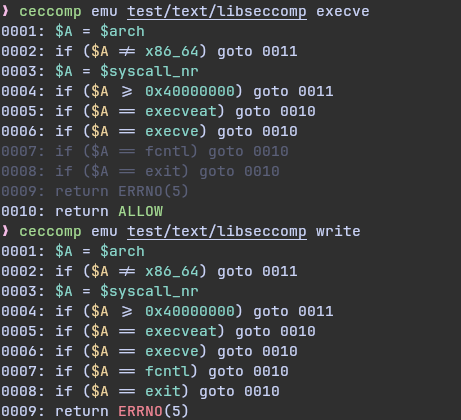 ❯ ceccomp emu test/text/libseccomp execve
0001: $A = $arch
0002: if ($A != x86_64) goto 0011
0003: $A = $syscall_nr
0004: if ($A >= 0x40000000) goto 0011
0005: if ($A == execveat) goto 0010
0006: if ($A == execve) goto 0010
0007: if ($A == fcntl) goto 0010
0008: if ($A == exit) goto 0010
0009: return ERRNO(5)
0010: return ALLOW
❯ ceccomp emu test/text/libseccomp write
0001: $A = $arch
0002: if ($A != x86_64) goto 0011
0003: $A = $syscall_nr
0004: if ($A >= 0x40000000) goto 0011
0005: if ($A == execveat) goto 0010
0006: if ($A == execve) goto 0010
0007: if ($A == fcntl) goto 0010
0008: if ($A == exit) goto 0010
0009: return ERRNO(5)